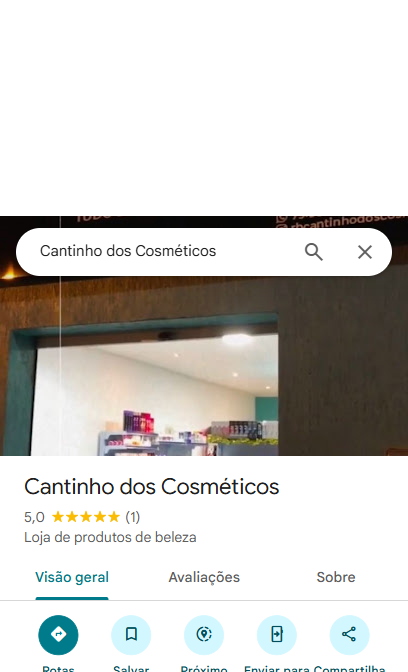 Cantinho dos Cosméticos
Cantinho dos Cosméticos
5,0 (1)
Loja de produtos de beleza
Visão geral Avaliações Sobre
Rotas Salvar Próximo Enviar para Compartilha